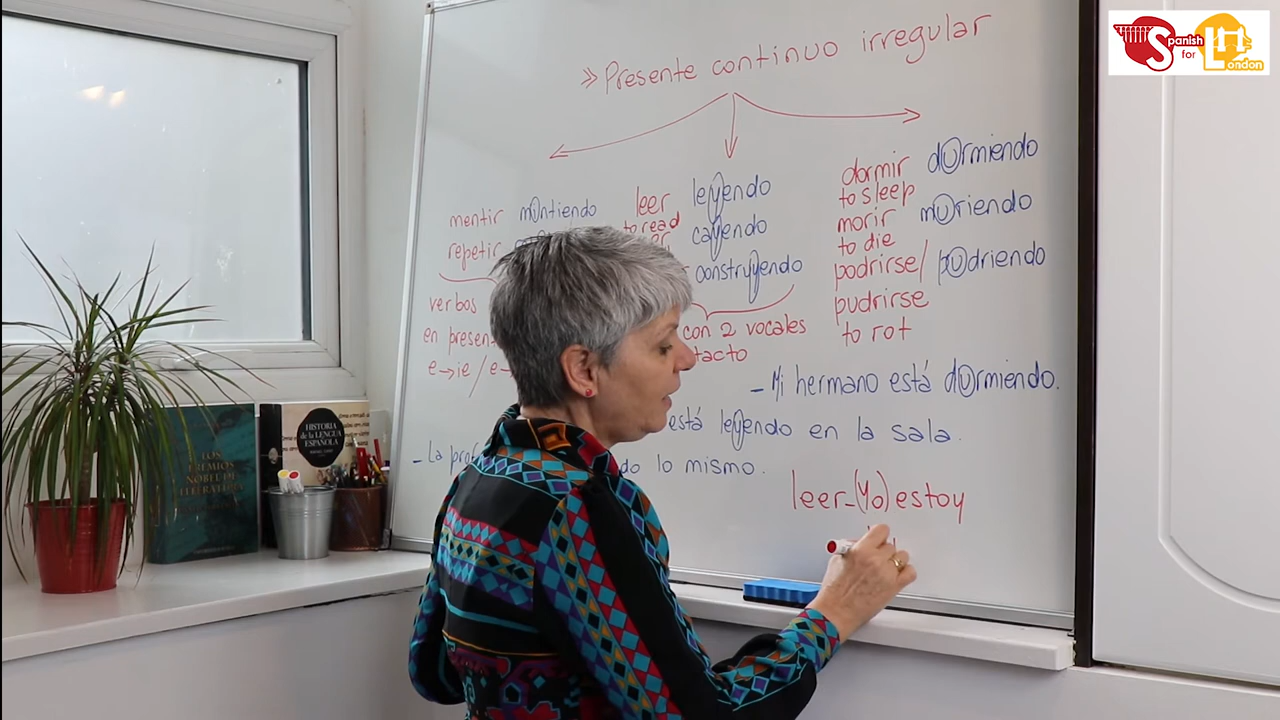 » Presente continuo irregular
mentir mintiendo
repetir
verbos
en presen
e→ie / e→
leer leyendo
to read
cayendo
construyendo
con 2 vocales
tacto
dormir durmiendo
to sleep
morir muriendo
to die
podrirse/ pudriendo
pudrirse
to rot
- Mi hermano está durmiendo.
está leyendo en la sala.
- La prof do lo mismo.
leer - (Yo) estoy
LOS
PREMIOS
NOBEL DE
LITERATURA
HISTORIA
de la LENGUA
ESPAÑOLA
Spanish
for
London